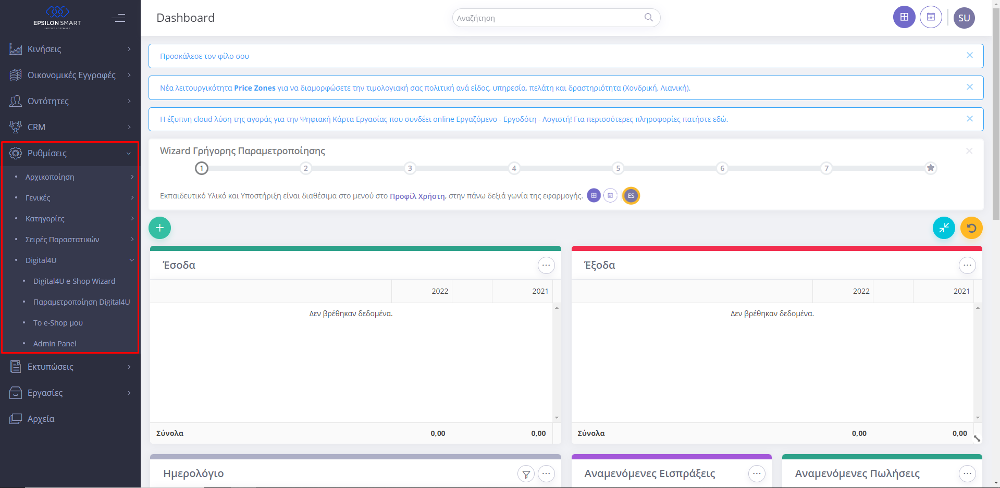 EPSILON SMART
INVOICE SOFTWARE
Dashboard
Αναζήτηση
SU
Κινήσεις
Οικονομικές Εγγραφές
Οντότητες
CRM
Ρυθμίσεις
Αρχικοποίηση
Γενικές
Κατηγορίες
Σειρές Παραστατικών
Digital4U
Digital4U e-Shop Wizard
Παραμετροποίηση Digital4U
Το e-Shop μου
Admin Panel
Εκτυπώσεις
Εργασίες
Αρχεία
Προσκάλεσε τον φίλο σου
Νέα λειτουργικότητα Price Zones για να διαμορφώσετε την τιμολογιακή σας πολιτική ανά είδος, υπηρεσία, πελάτη και δραστηριότητα (Χονδρική, Λιανική).
Η έξυπνη cloud λύση της αγοράς για την Ψηφιακή Κάρτα Εργασίας που συνδέει online Εργαζόμενο - Εργοδότη - Λογιστή! Για περισσότερες πληροφορίες πατήστε εδώ.
Wizard Γρήγορης Παραμετροποίησης
1 2 3 4 5 6 7
Εκπαιδευτικό Υλικό και Υποστήριξη είναι διαθέσιμα στο μενού στο Προφίλ Χρήστη, στην πάνω δεξιά γωνία της εφαρμογής. ES
Έσοδα
2022 2021
Δεν βρέθηκαν δεδομένα.
Σύνολα 0,00 0,00
Έξοδα
2022 2021
Δεν βρέθηκαν δεδομένα.
Σύνολα 0,00 0,00
Ημερολόγιο
Αναμενόμενες Εισπράξεις
Αναμενόμενες Πωλήσεις